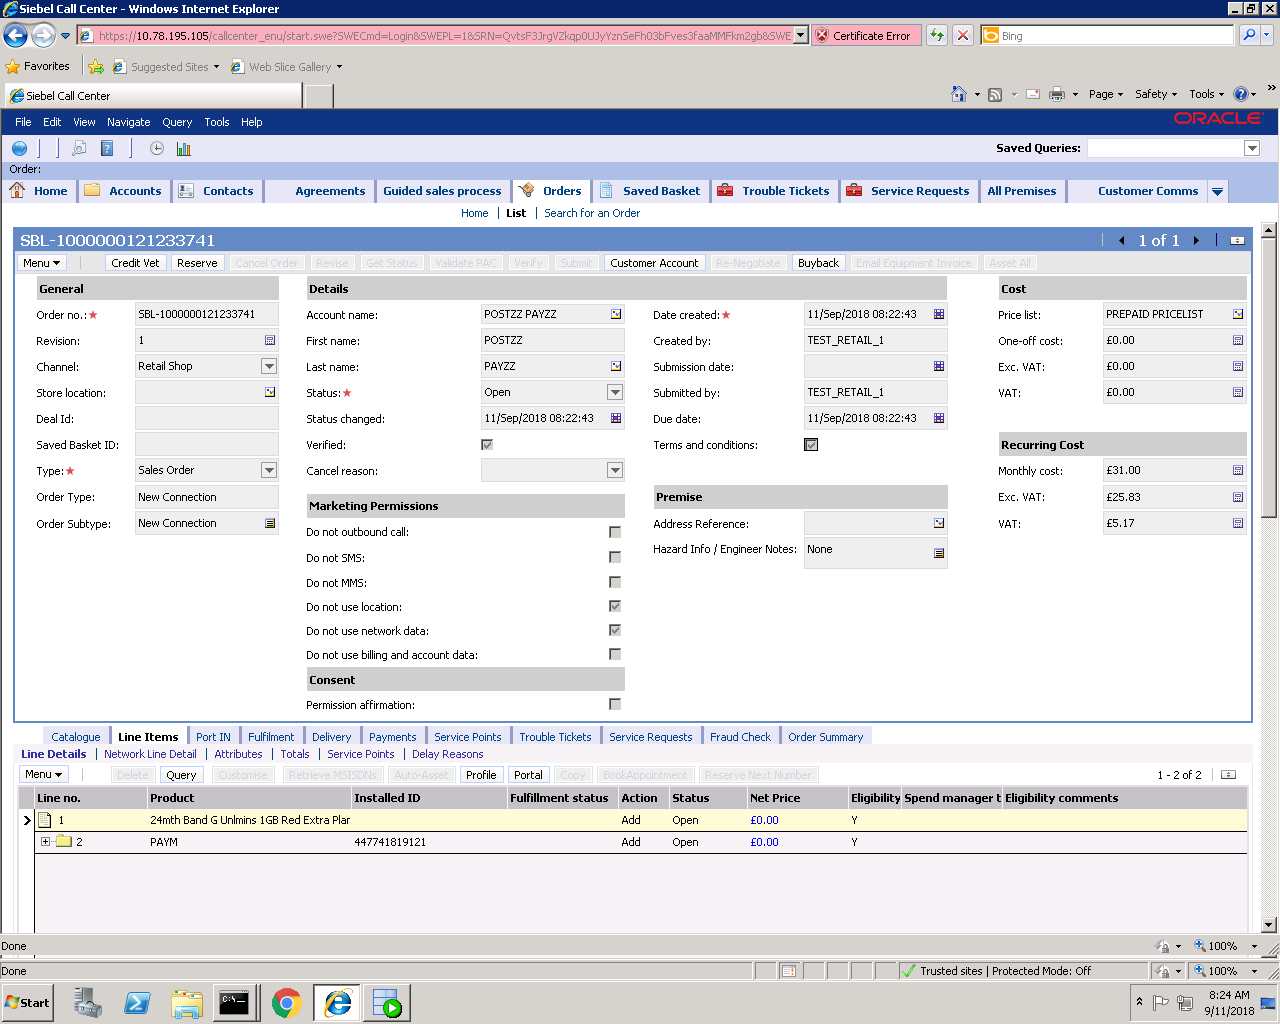 Siebel Call Center - Windows Internet Explorer
https://10.78.195.105/callcenter_enu/start.swe?SWECmd=Login&SWEPL=1&SRN=QvtsF3JrgVZkqp0UJyYznSeFh03bFves3faaMMFkm2gb&SWE
Certificate Error
Bing
Favorites Suggested Sites Web Slice Gallery
Siebel Call Center
Page Safety Tools
File Edit View Navigate Query Tools Help
ORACLE
Saved Queries:
Order:
Home Accounts Contacts Agreements Guided sales process Orders Saved Basket Trouble Tickets Service Requests All Premises Customer Comms
Home | List | Search for an Order
SBL-1000000121233741
1 of 1
Menu Credit Vet Reserve Cancel Order Revise Get Status Validate PAC Verify Submit Customer Account Re-Negotiate Buyback Email Equipment Invoice Asset All
General Details Cost
Order no.:* SBL-1000000121233741 Account name: POSTZZ PAYZZ Date created:* 11/Sep/2018 08:22:43 Price list: PREPAID PRICELIST
Revision: 1 First name: POSTZZ Created by: TEST_RETAIL_1 One-off cost: £0.00
Channel: Retail Shop Last name: PAYZZ Submission date: Exc. VAT: £0.00
Store location: Status:* Open Submitted by: TEST_RETAIL_1 VAT: £0.00
Deal Id: Status changed: 11/Sep/2018 08:22:43 Due date: 11/Sep/2018 08:22:43
Saved Basket ID: Verified: Terms and conditions: Recurring Cost
Type:* Sales Order Cancel reason: Monthly cost: £31.00
Order Type: New Connection Marketing Permissions Premise Exc. VAT: £25.83
Order Subtype: New Connection Do not outbound call: Address Reference: VAT: £5.17
Do not SMS: Hazard Info / Engineer Notes: None
Do not MMS:
Do not use location:
Do not use network data:
Do not use billing and account data:
Consent
Permission affirmation:
Catalogue Line Items Port IN Fulfilment Delivery Payments Service Points Trouble Tickets Service Requests Fraud Check Order Summary
Line Details | Network Line Detail | Attributes | Totals | Service Points | Delay Reasons
Menu Delete Query Customise Retrieve MSISDNs Auto-Asset Profile Portal Copy BookAppointment Reserve Next Number 1 - 2 of 2
Line no. Product Installed ID Fulfillment status Action Status Net Price Eligibility Spend manager t Eligibility comments
1 24mth Band G Unlmins 1GB Red Extra Plar Add Open £0.00 Y
2 PAYM 447741819121 Add Open £0.00 Y
Done 100%
Done Trusted sites | Protected Mode: Off 100%
Start 8:24 AM
9/11/2018